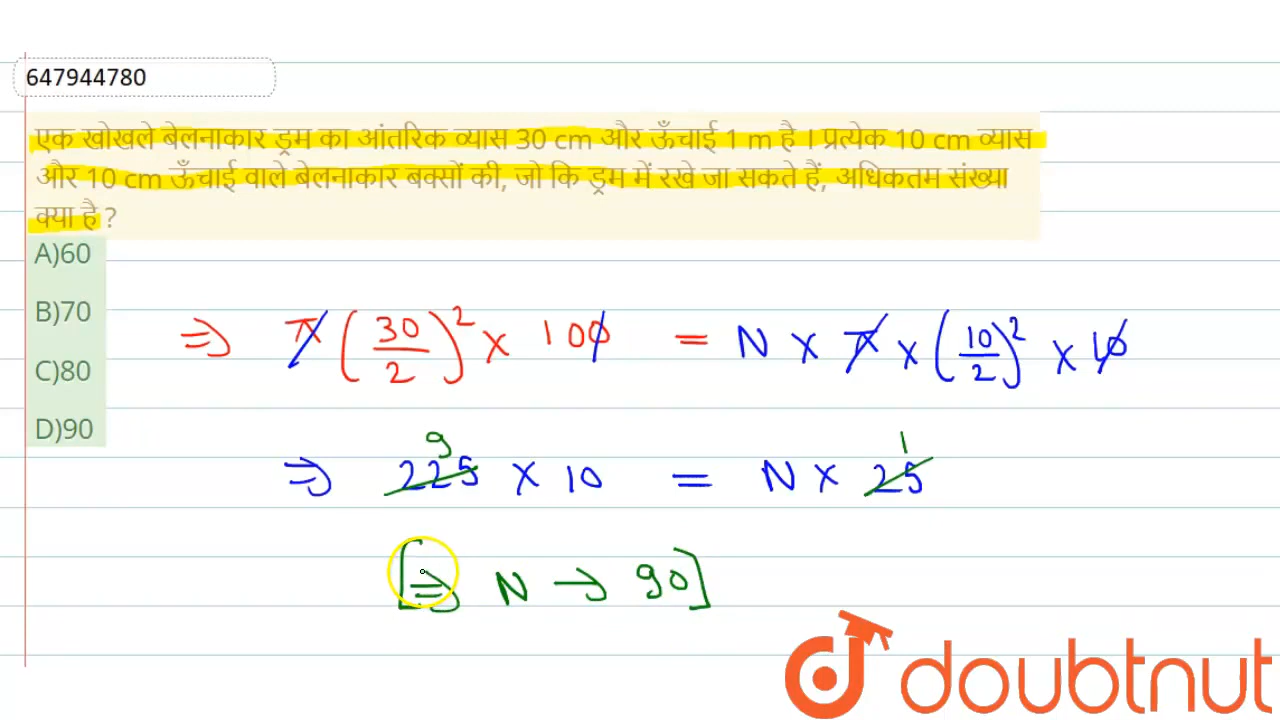 647944780
एक खोखले बेलनाकार ड्रम का आंतरिक व्यास 30 cm और ऊँचाई 1 m है । प्रत्येक 10 cm व्यास
और 10 cm ऊँचाई वाले बेलनाकार बक्सों की, जो कि ड्रम में रखे जा सकते हैं, अधिकतम संख्या
क्या है ?
A)60
B)70
C)80
D)90
⇒ π (30/2)² × 100 = N × π × (10/2)² × 10
9 1
⇒ 225 × 10 = N × 25
[⇒ N → 90]
doubtnut